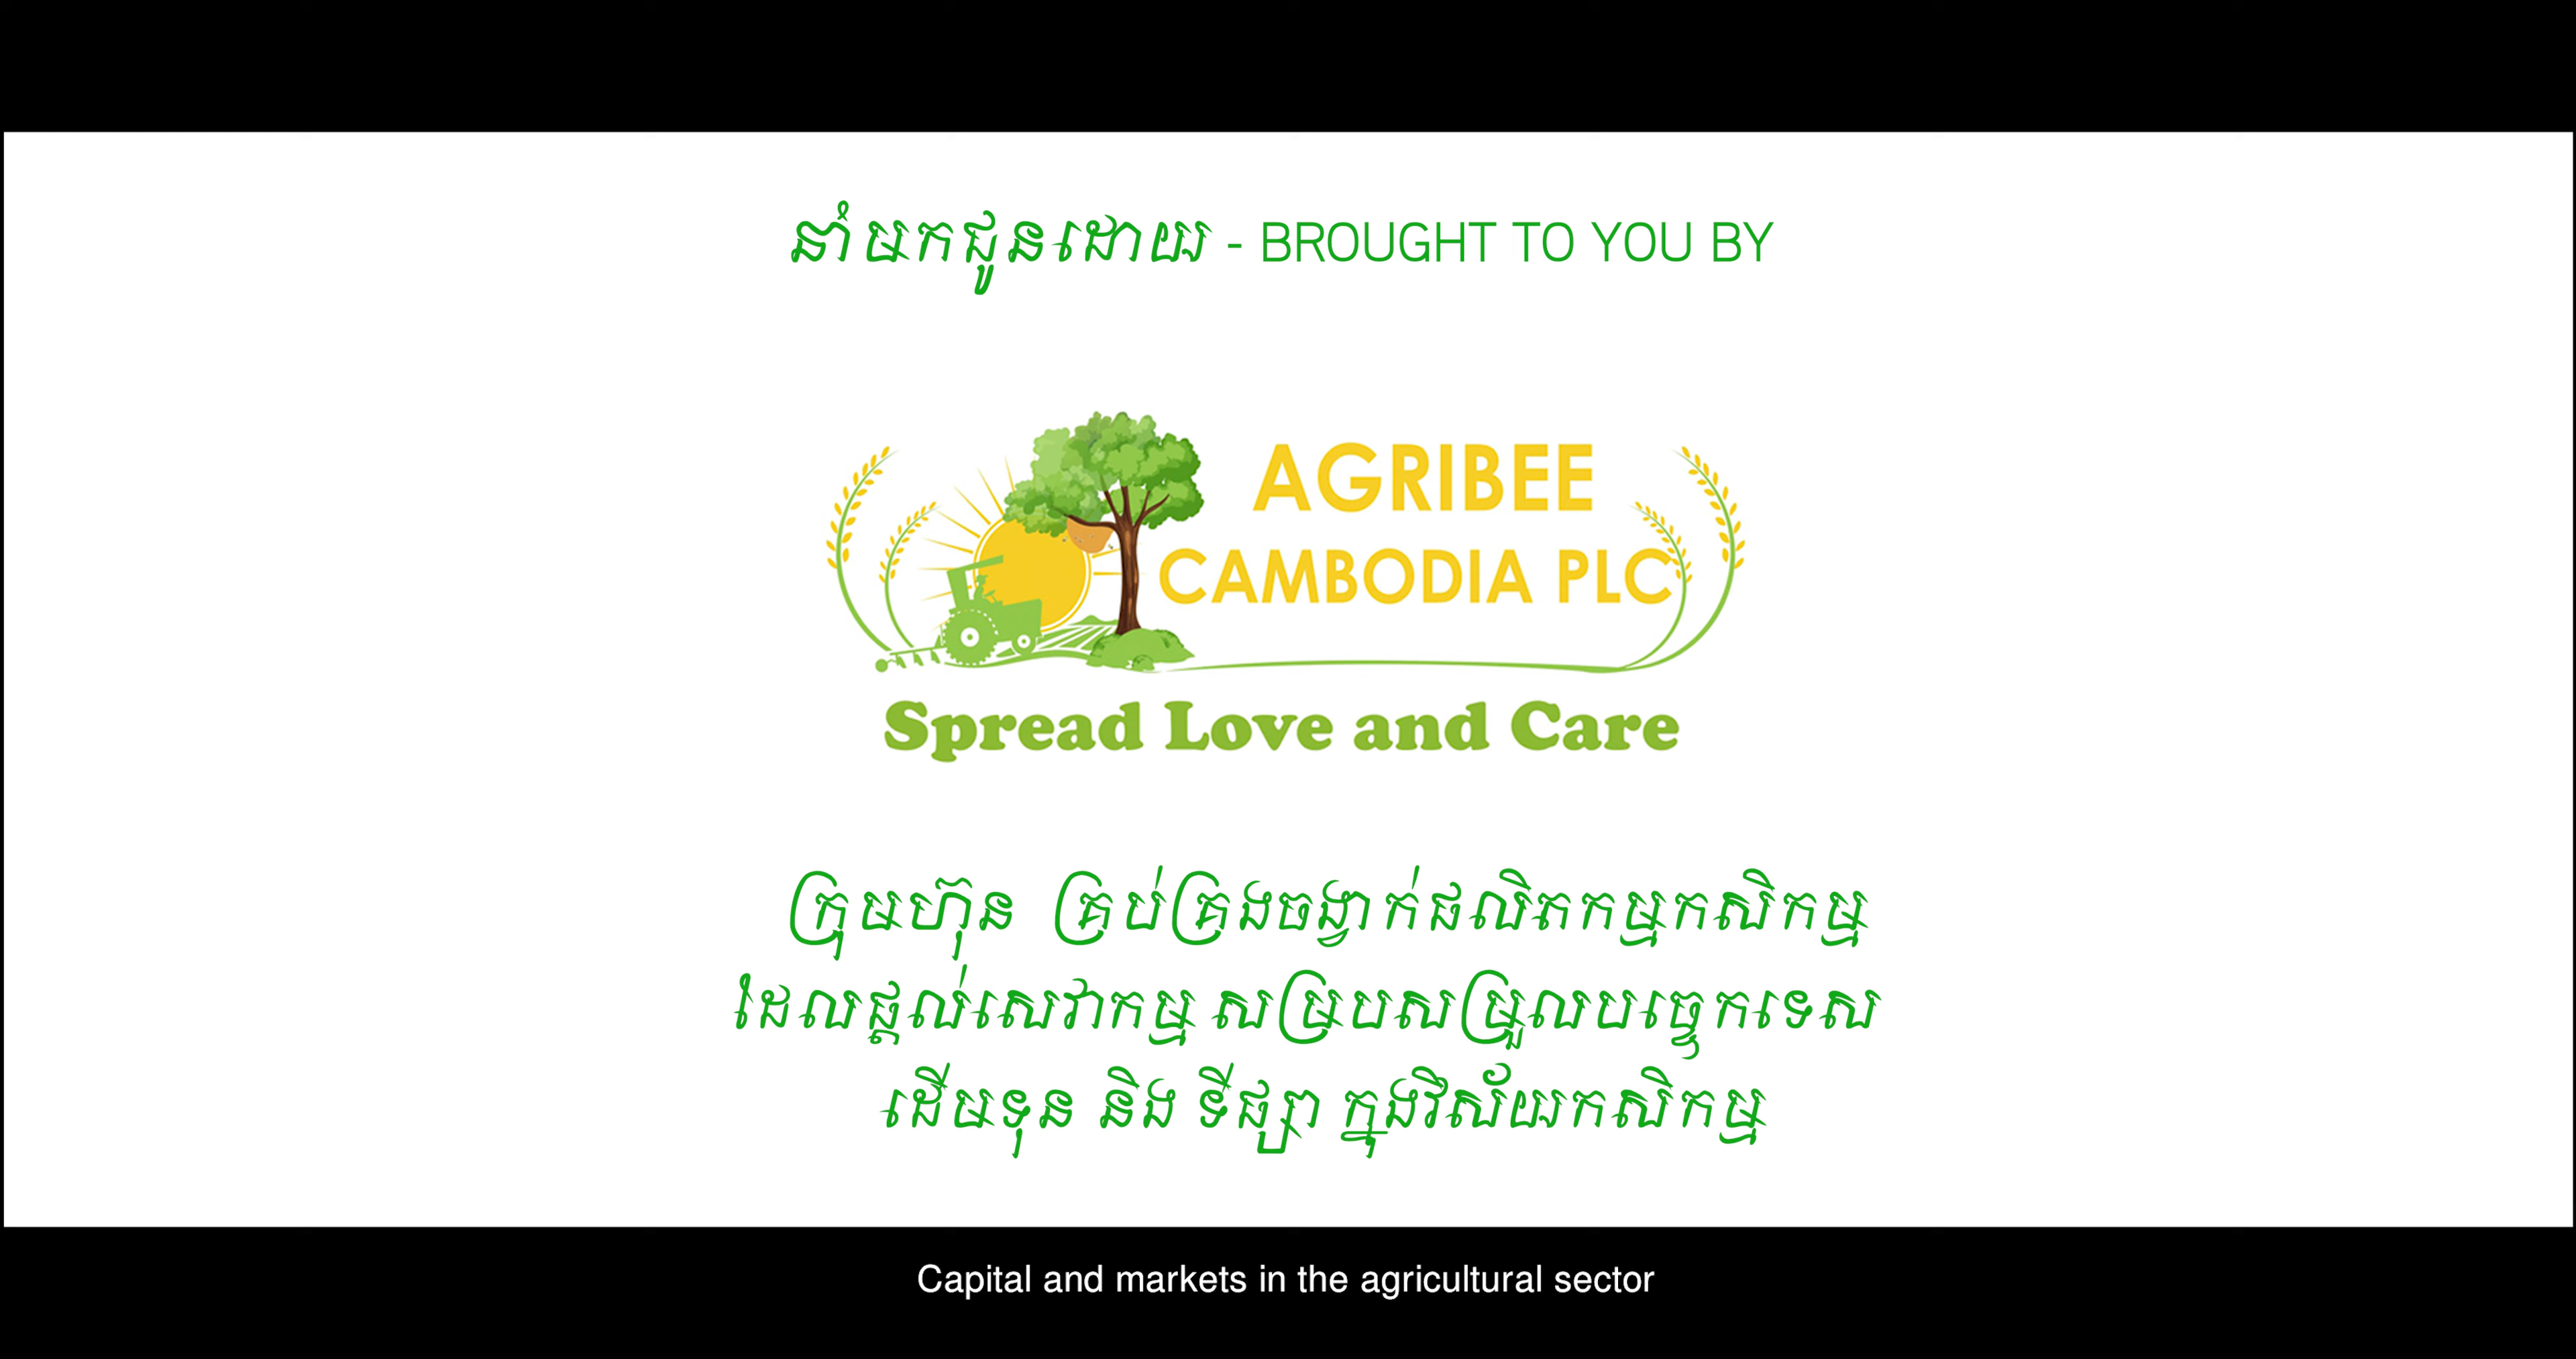 នាំមកជូនដោយ - BROUGHT TO YOU BY
AGRIBEE
CAMBODIA PLC
Spread Love and Care
ក្រុមហ៊ុន គ្រប់គ្រងចង្វាក់ផលិតកម្មកសិកម្ម
ដែលផ្តល់សេវាកម្ម សម្របសម្រួលបច្ចេកទេស
ដើមទុន និង ទីផ្សា ក្នុងវិស័យកសិកម្ម
Capital and markets in the agricultural sector